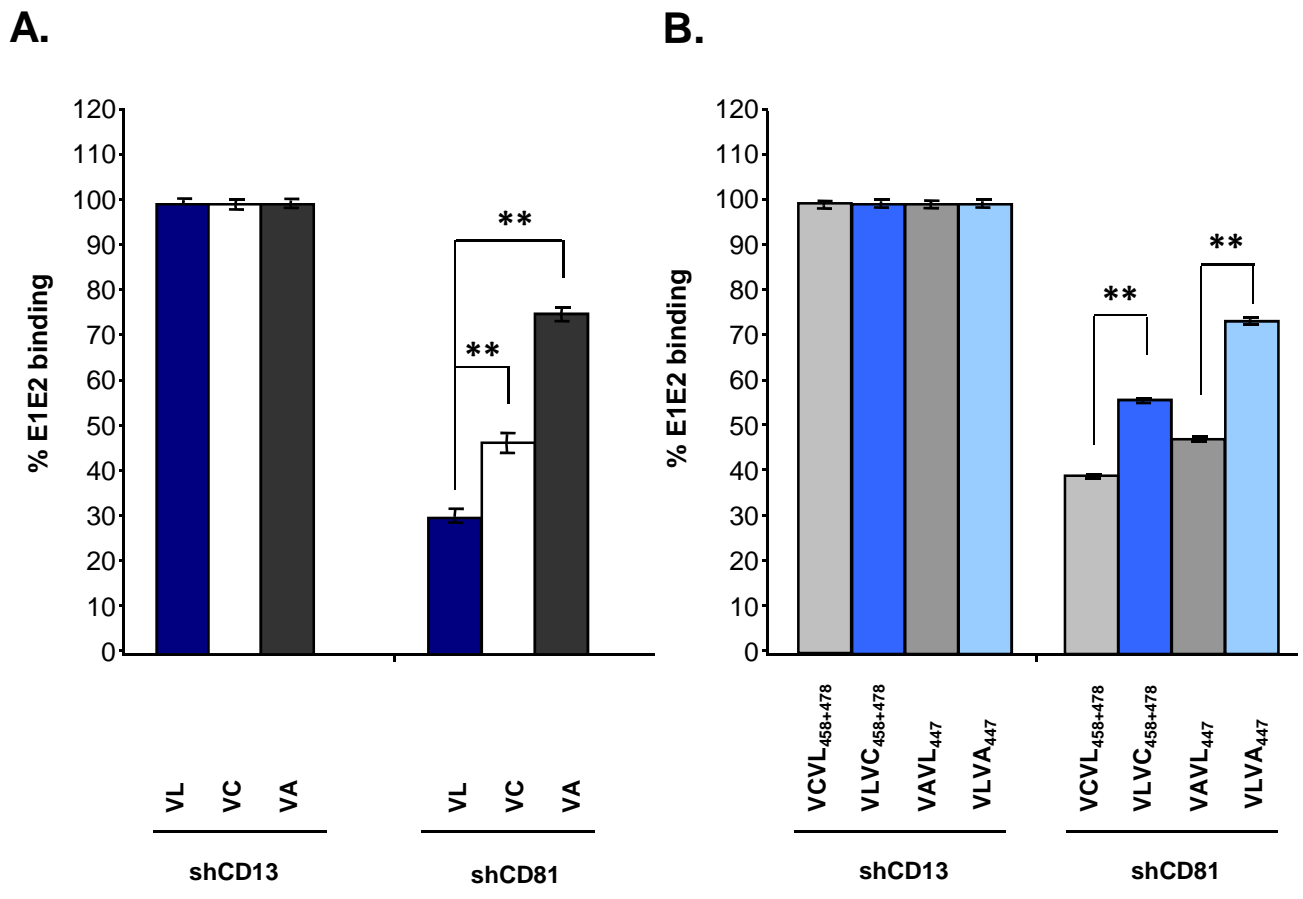 A.
% E1E2 binding
120
110
100
90
80
70
60
50
40
30
20
10
0
**
**
VL
VC
VA
VL
VC
VA
shCD13
shCD81
B.
% E1E2 binding
120
110
100
90
80
70
60
50
40
30
20
10
0
**
**
VCVL458+478
VLVC458+478
VAVL447
VLVA447
VCVL458+478
VLVC458+478
VAVL447
VLVA447
shCD13
shCD81